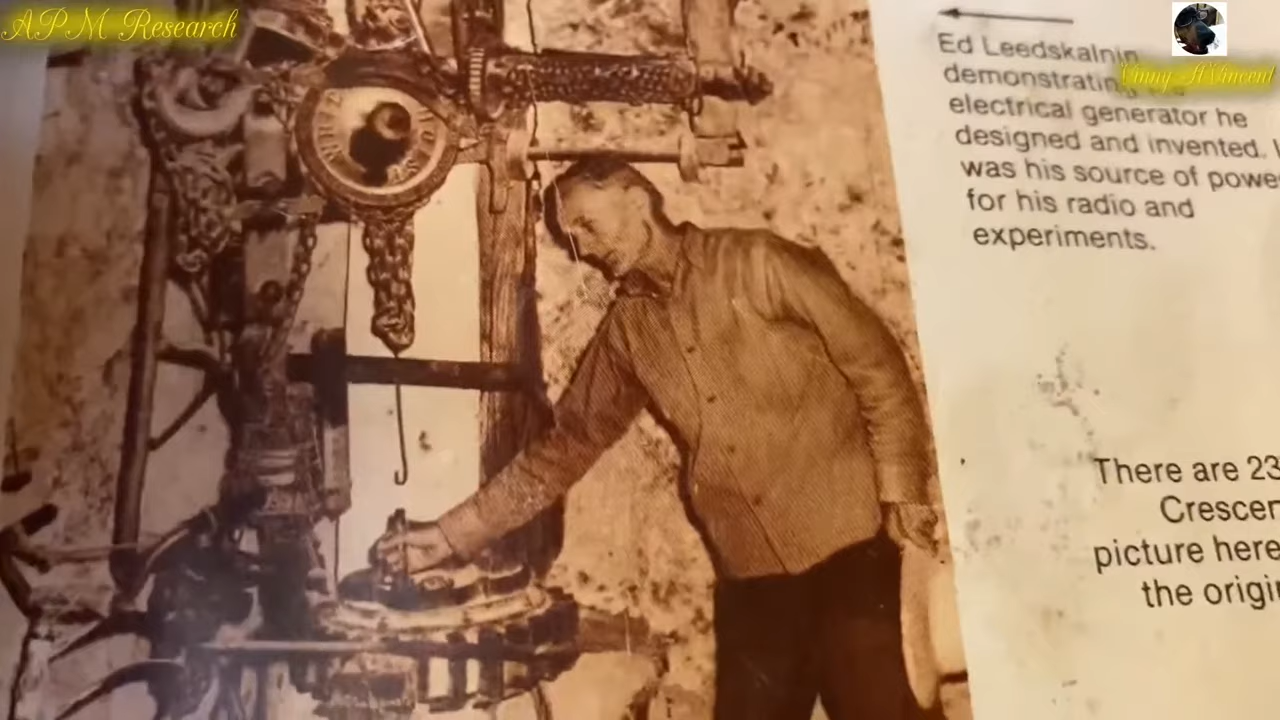 APM Research
Ed Leedskalnin
demonstrating
electrical generator he
designed and invented.
was his source of powe
for his radio and
experiments.
There are 23
Crescen
picture here
the origi